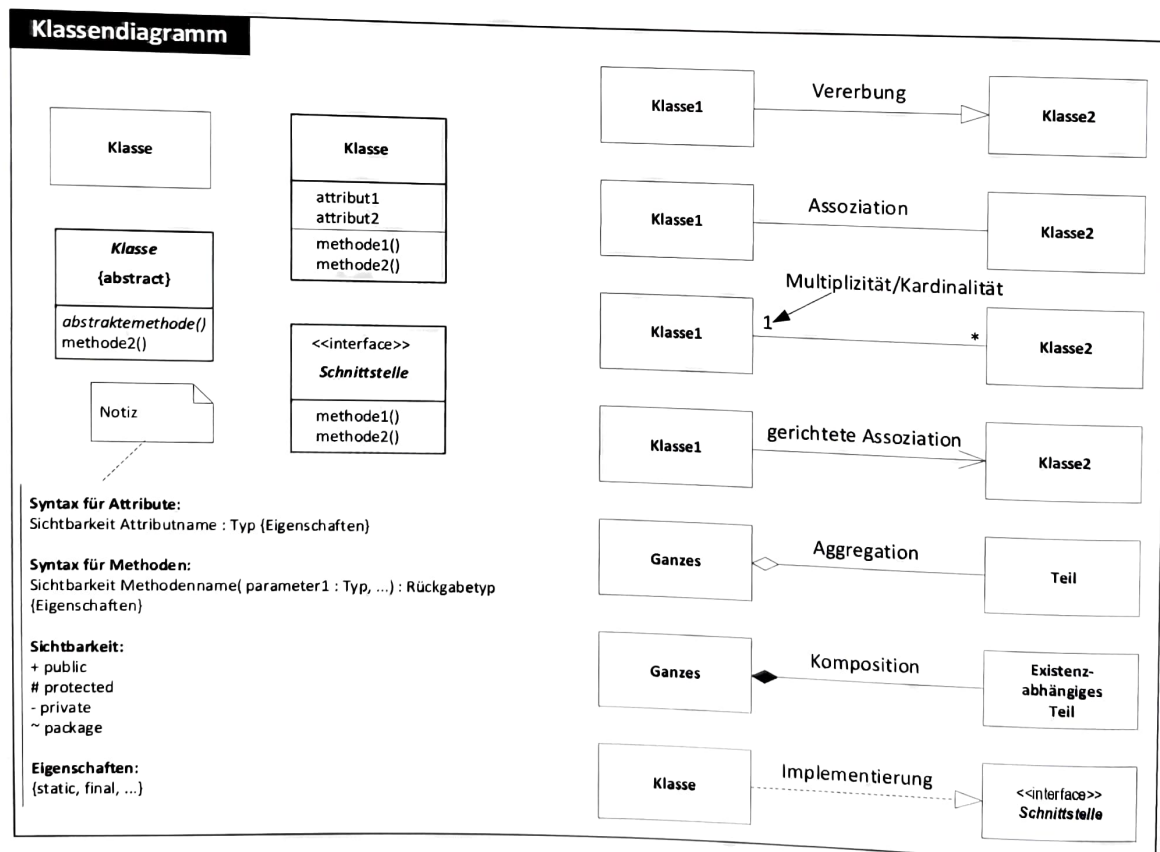 Klassendiagramm
Klasse
Klasse
attribut1
attribut2
methode1()
methode2()
Klasse
{abstract}
abstraktemethode()
methode2()
<<interface>>
Schnittstelle
methode1()
methode2()
Notiz
Syntax für Attribute:
Sichtbarkeit Attributname : Typ {Eigenschaften}
Syntax für Methoden:
Sichtbarkeit Methodenname( parameter1 : Typ, ...) : Rückgabetyp
{Eigenschaften}
Sichtbarkeit:
+ public
# protected
- private
~ package
Eigenschaften:
{static, final, ...}
Klasse1
Vererbung
Klasse2
Klasse1
Assoziation
Klasse2
Multiplizität/Kardinalität
Klasse1
1
*
Klasse2
Klasse1
gerichtete Assoziation
Klasse2
Ganzes
Aggregation
Teil
Ganzes
Komposition
Existenz-
abhängiges
Teil
Klasse
Implementierung
<<interface>>
Schnittstelle